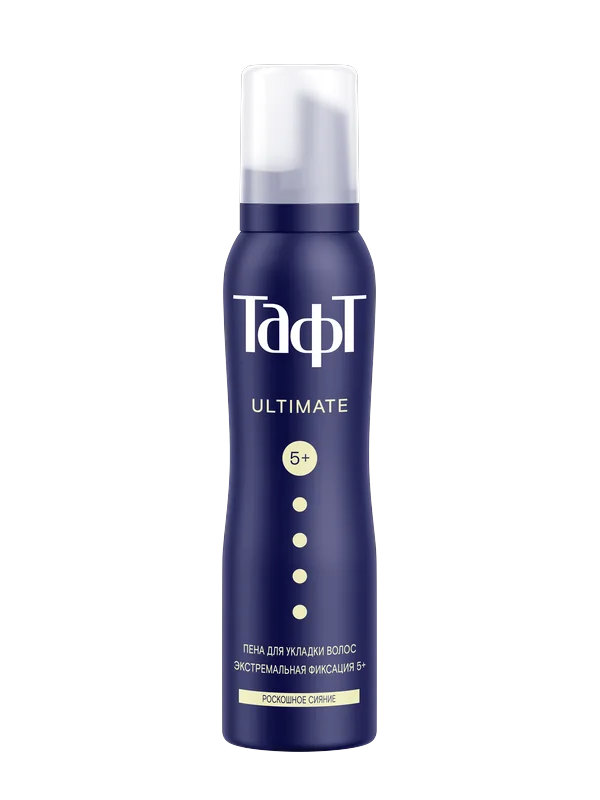 Тафт
ULTIMATE
5+
ПЕНА ДЛЯ УКЛАДКИ ВОЛОС
ЭКСТРЕМАЛЬНАЯ ФИКСАЦИЯ 5+
РОСКОШНОЕ СИЯНИЕ